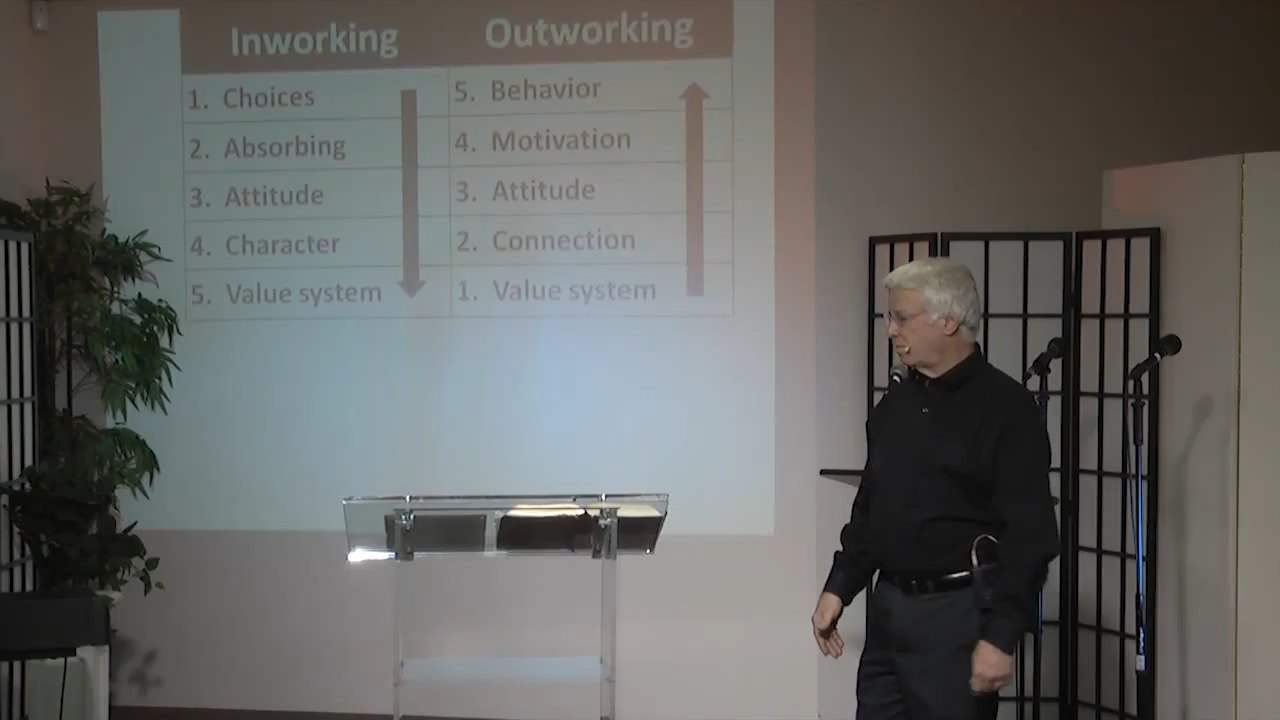 Inworking Outworking
1. Choices 5. Behavior
2. Absorbing 4. Motivation
3. Attitude 3. Attitude
4. Character 2. Connection
5. Value system 1. Value system